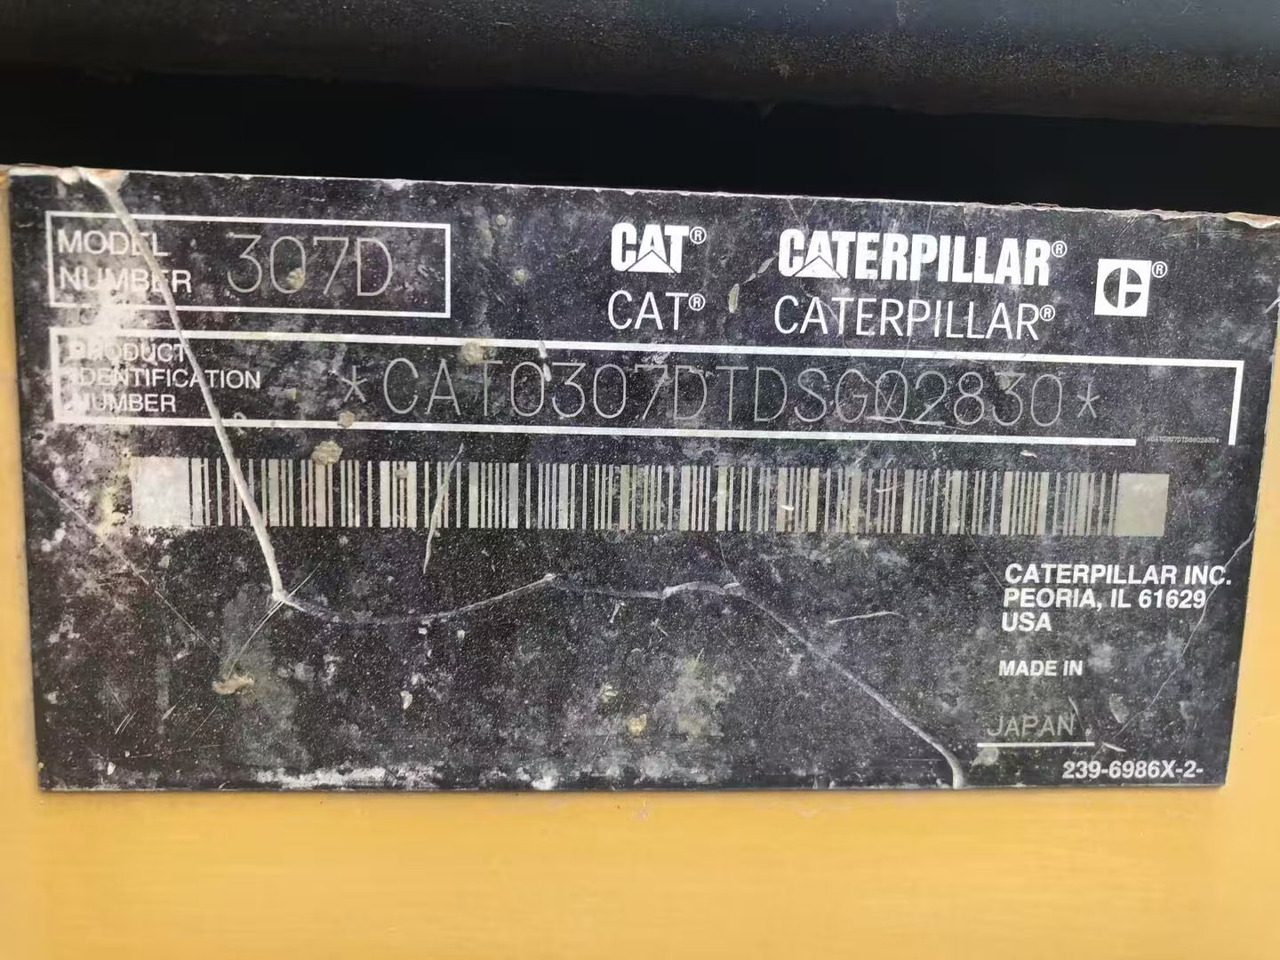 MODEL NUMBER 307D
CAT® CATERPILLAR® ®
CAT® CATERPILLAR®
PRODUCT IDENTIFICATION NUMBER *CAT0307DTDSG02830*
CATERPILLAR INC.
PEORIA, IL 61629
USA
MADE IN
JAPAN
239-6986X-2-